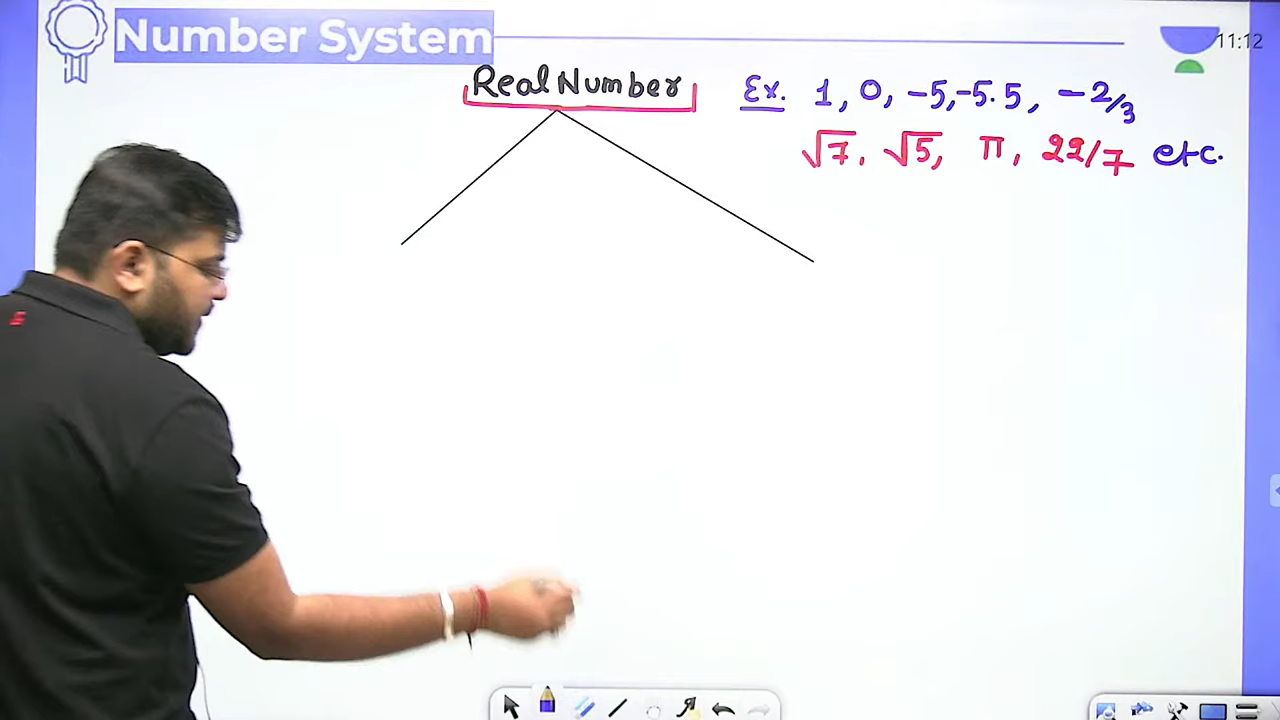 Number System
11:12
Real Number Ex. 1, 0, -5, -5.5, -2/3
√7, √5, π, 22/7 etc.